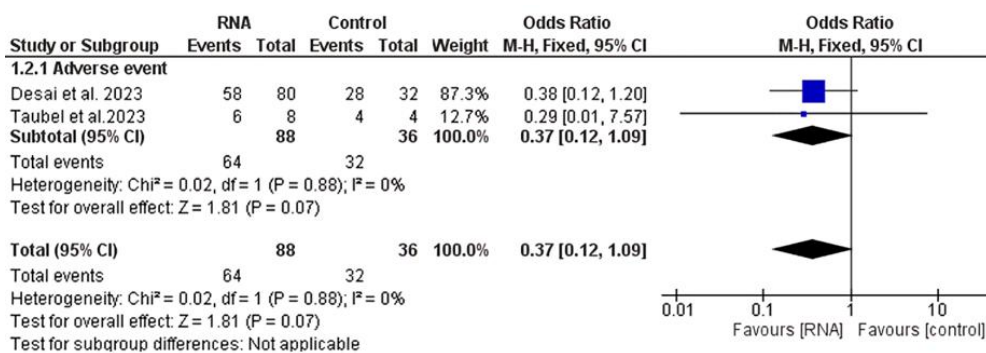 RNA Control Odds Ratio Odds Ratio
Study or Subgroup Events Total Events Total Weight M-H, Fixed, 95% CI M-H, Fixed, 95% CI
1.2.1 Adverse event
Desai et al. 2023 58 80 28 32 87.3% 0.38 [0.12, 1.20]
Taubel et al.2023 6 8 4 4 12.7% 0.29 [0.01, 7.57]
Subtotal (95% CI) 88 36 100.0% 0.37 [0.12, 1.09]
Total events 64 32
Heterogeneity: Chi² = 0.02, df = 1 (P = 0.88); I² = 0%
Test for overall effect: Z = 1.81 (P = 0.07)
Total (95% CI) 88 36 100.0% 0.37 [0.12, 1.09]
Total events 64 32
Heterogeneity: Chi² = 0.02, df = 1 (P = 0.88); I² = 0%
Test for overall effect: Z = 1.81 (P = 0.07)
Test for subgroup differences: Not applicable
0.01 0.1 1 10
Favours [RNA] Favours [control]